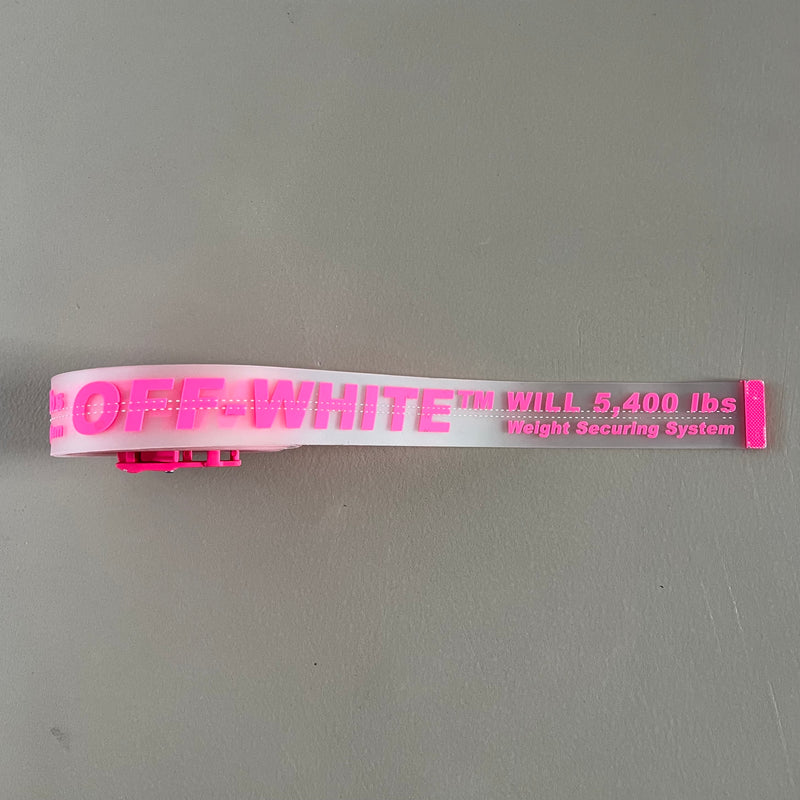 OFF-WHITE™ WILL 5,400 lbs
Weight Securing System